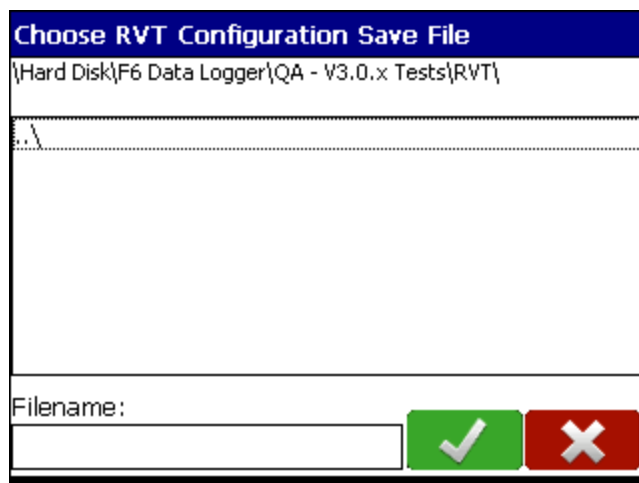 Choose RVT Configuration Save File
\Hard Disk\F6 Data Logger\QA - V3.0.x Tests\RVT\
..\
Filename: